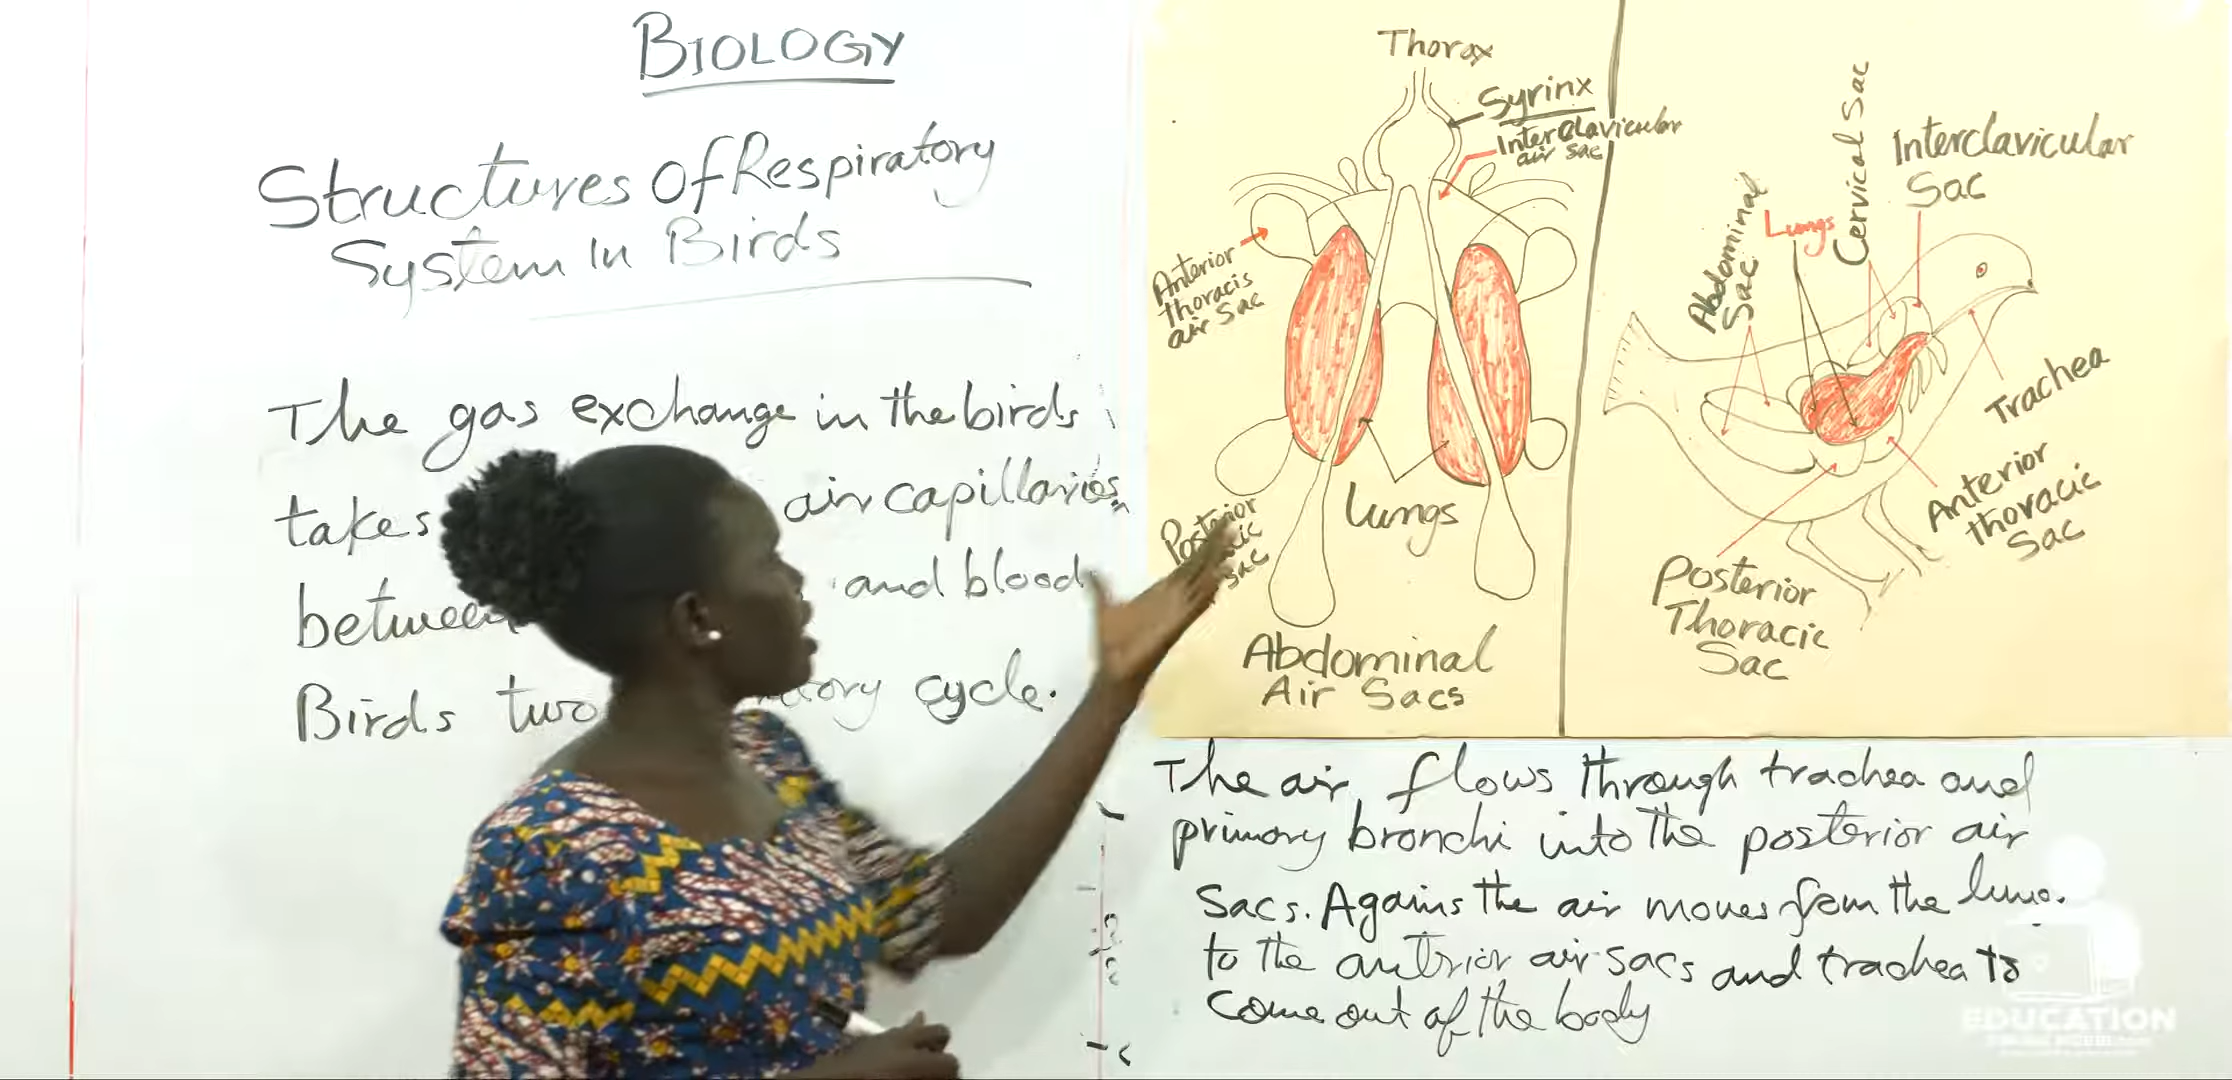 BIOLOGY
Structures Of Respiratory
System In Birds
The gas exchange in the birds
takes air capillaries
between and blood
Birds two cycle.
Thorax
Syrinx
Interclavicular
air sac
Anterior
thoracis
air sac
Posterior
sac
Lungs
Abdominal
Air Sacs
Abdominal
Sac
Lungs
Cervical Sac
Interclavicular
Sac
Trachea
Anterior
thoracic
Sac
Posterior
Thoracic
Sac
The air flows through trachea and
primary bronchi into the posterior air
sacs. Agains the air moves from the
to the antrior air sacs and trachea to
come out of the body
EDUCATION